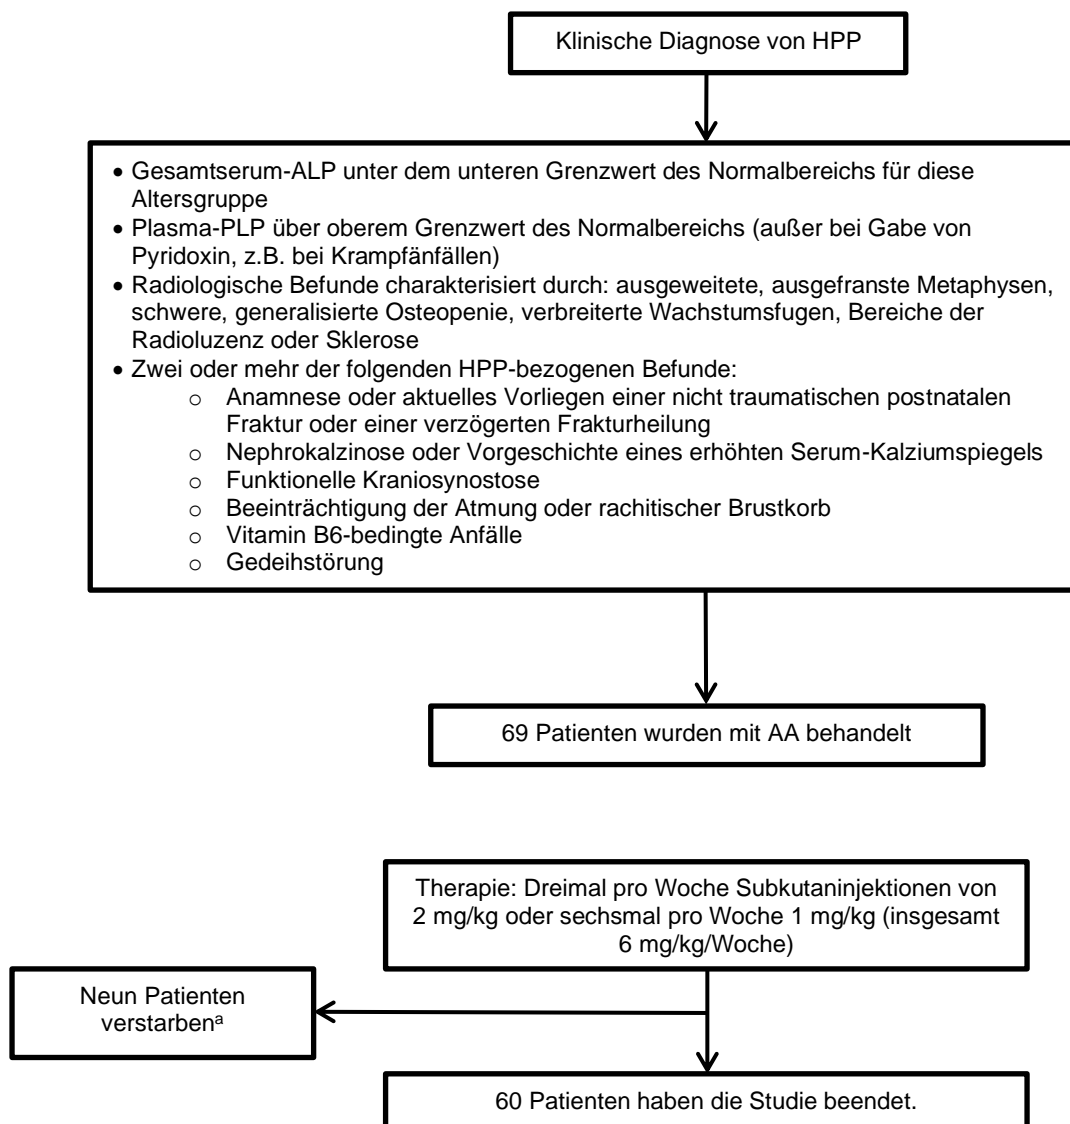 Klinische Diagnose von HPP
• Gesamtserum-ALP unter dem unteren Grenzwert des Normalbereichs für diese
Altersgruppe
• Plasma-PLP über oberem Grenzwert des Normalbereichs (außer bei Gabe von
Pyridoxin, z.B. bei Krampfänfällen)
• Radiologische Befunde charakterisiert durch: ausgeweitete, ausgefranste Metaphysen,
schwere, generalisierte Osteopenie, verbreiterte Wachstumsfugen, Bereiche der
Radioluzenz oder Sklerose
• Zwei oder mehr der folgenden HPP-bezogenen Befunde:
o Anamnese oder aktuelles Vorliegen einer nicht traumatischen postnatalen
Fraktur oder einer verzögerten Frakturheilung
o Nephrokalzinose oder Vorgeschichte eines erhöhten Serum-Kalziumspiegels
o Funktionelle Kraniosynostose
o Beeinträchtigung der Atmung oder rachitischer Brustkorb
o Vitamin B6-bedingte Anfälle
o Gedeihstörung
69 Patienten wurden mit AA behandelt
Therapie: Dreimal pro Woche Subkutaninjektionen von
2 mg/kg oder sechsmal pro Woche 1 mg/kg (insgesamt
6 mg/kg/Woche)
Neun Patienten
verstarbenᵃ
60 Patienten haben die Studie beendet.